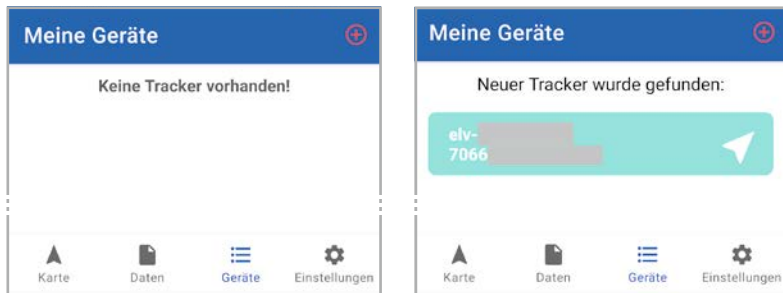 Meine Geräte
Keine Tracker vorhanden!
Karte Daten Geräte Einstellungen
Meine Geräte
Neuer Tracker wurde gefunden:
elv-
7066
Karte Daten Geräte Einstellungen